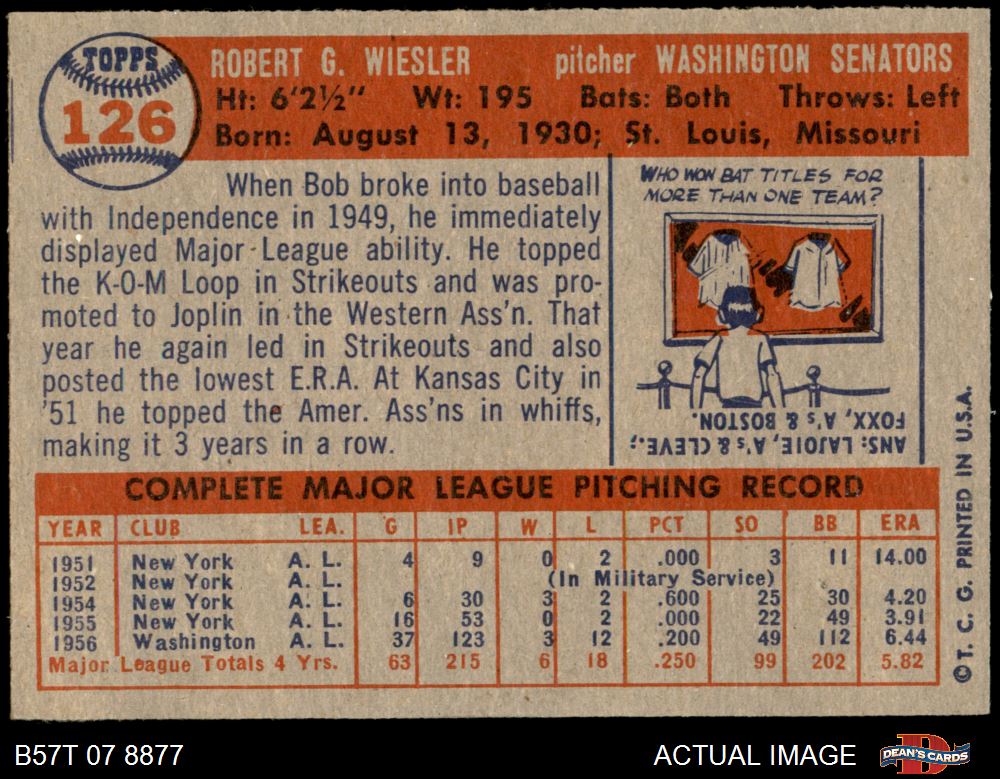 TOPPS
126
ROBERT G. WIESLER pitcher WASHINGTON SENATORS
Ht: 6'2½" Wt: 195 Bats: Both Throws: Left
Born: August 13, 1930; St. Louis, Missouri
When Bob broke into baseball
with Independence in 1949, he immediately
displayed Major-League ability. He topped
the K-O-M Loop in Strikeouts and was pro-
moted to Joplin in the Western Ass'n. That
year he again led in Strikeouts and also
posted the lowest E.R.A. At Kansas City in
'51 he topped the Amer. Ass'ns in whiffs,
making it 3 years in a row.
WHO WON BAT TITLES FOR
MORE THAN ONE TEAM?
ANS: LAJOIE, A's & CLEVE.;
FOXX, A's & BOSTON.
COMPLETE MAJOR LEAGUE PITCHING RECORD
YEAR CLUB LEA. G IP W L PCT SO BB ERA
1951 New York A. L. 4 9 0 2 .000 3 11 14.00
1952 New York A. L. (In Military Service)
1954 New York A. L. 6 30 3 2 .600 25 30 4.20
1955 New York A. L. 16 53 0 2 .000 22 49 3.91
1956 Washington A. L. 37 123 3 12 .200 49 112 6.44
Major League Totals 4 Yrs. 63 215 6 18 .250 99 202 5.82
© T. C. G. PRINTED IN U.S.A.
B57T 07 8877 ACTUAL IMAGE DEAN'S CARDS